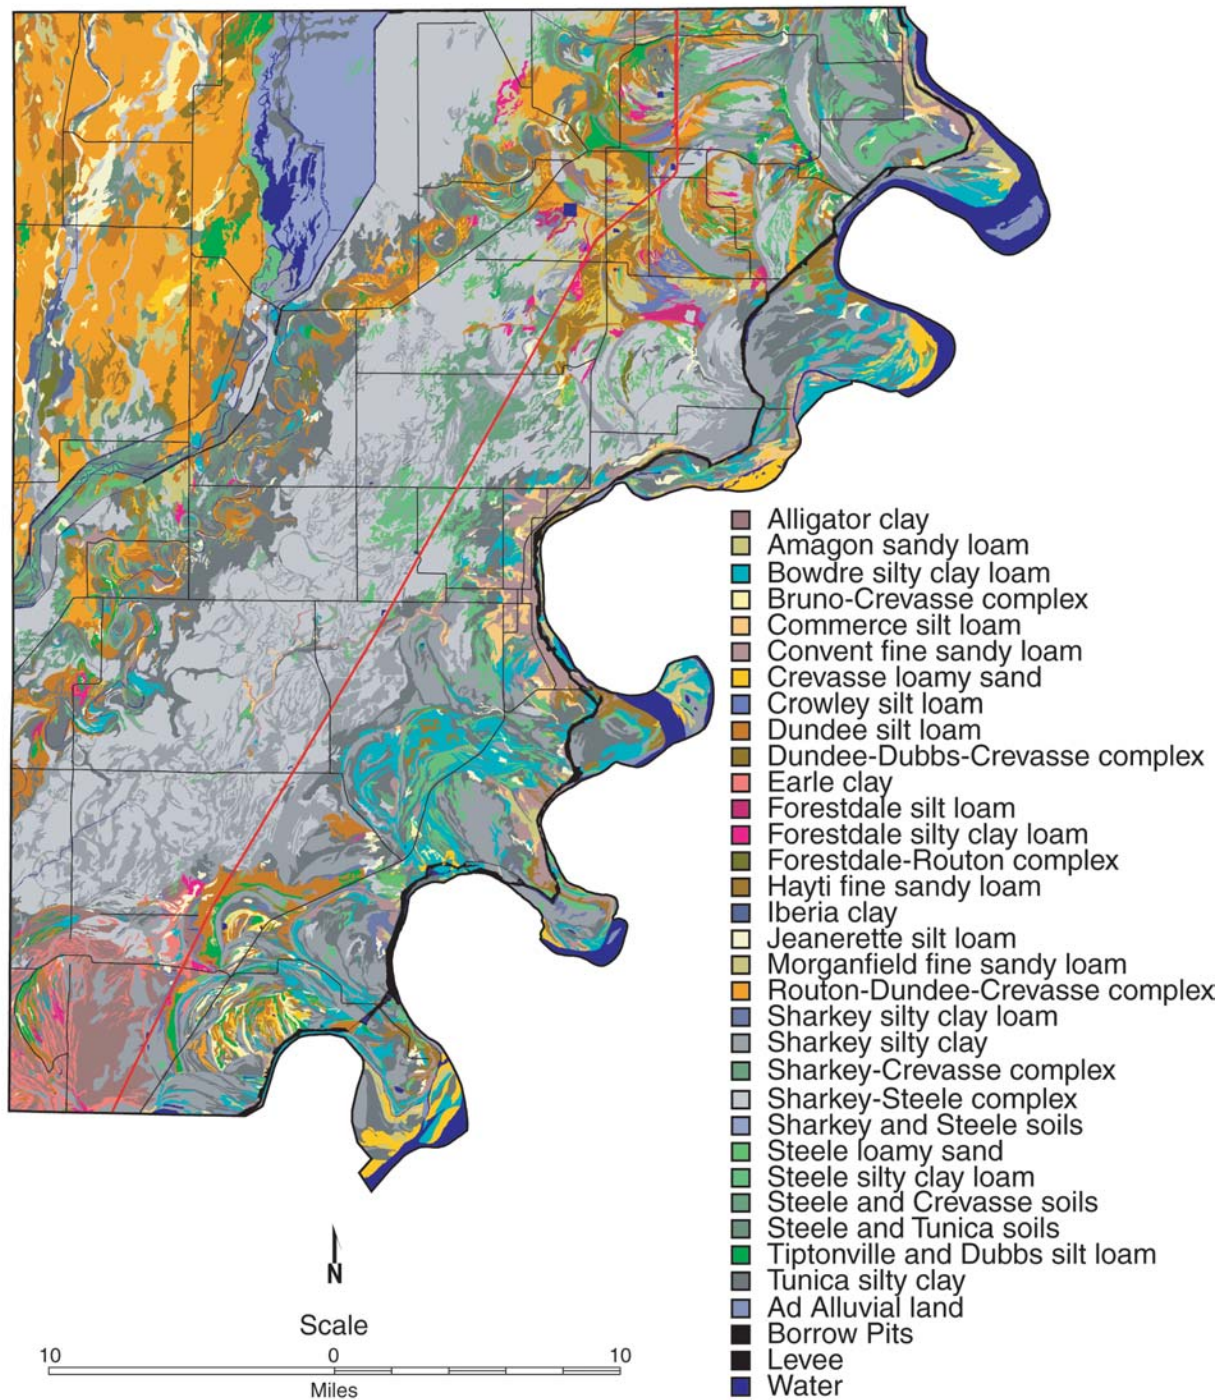 Alligator clay
Amagon sandy loam
Bowdre silty clay loam
Bruno-Crevasse complex
Commerce silt loam
Convent fine sandy loam
Crevasse loamy sand
Crowley silt loam
Dundee silt loam
Dundee-Dubbs-Crevasse complex
Earle clay
Forestdale silt loam
Forestdale silty clay loam
Forestdale-Routon complex
Hayti fine sandy loam
Iberia clay
Jeanerette silt loam
Morganfield fine sandy loam
Routon-Dundee-Crevasse complex
Sharkey silty clay loam
Sharkey silty clay
Sharkey-Crevasse complex
Sharkey-Steele complex
Sharkey and Steele soils
Steele loamy sand
Steele silty clay loam
Steele and Crevasse soils
Steele and Tunica soils
Tiptonville and Dubbs silt loam
Tunica silty clay
Ad Alluvial land
Borrow Pits
Levee
Water
N
Scale
10 0 10
Miles